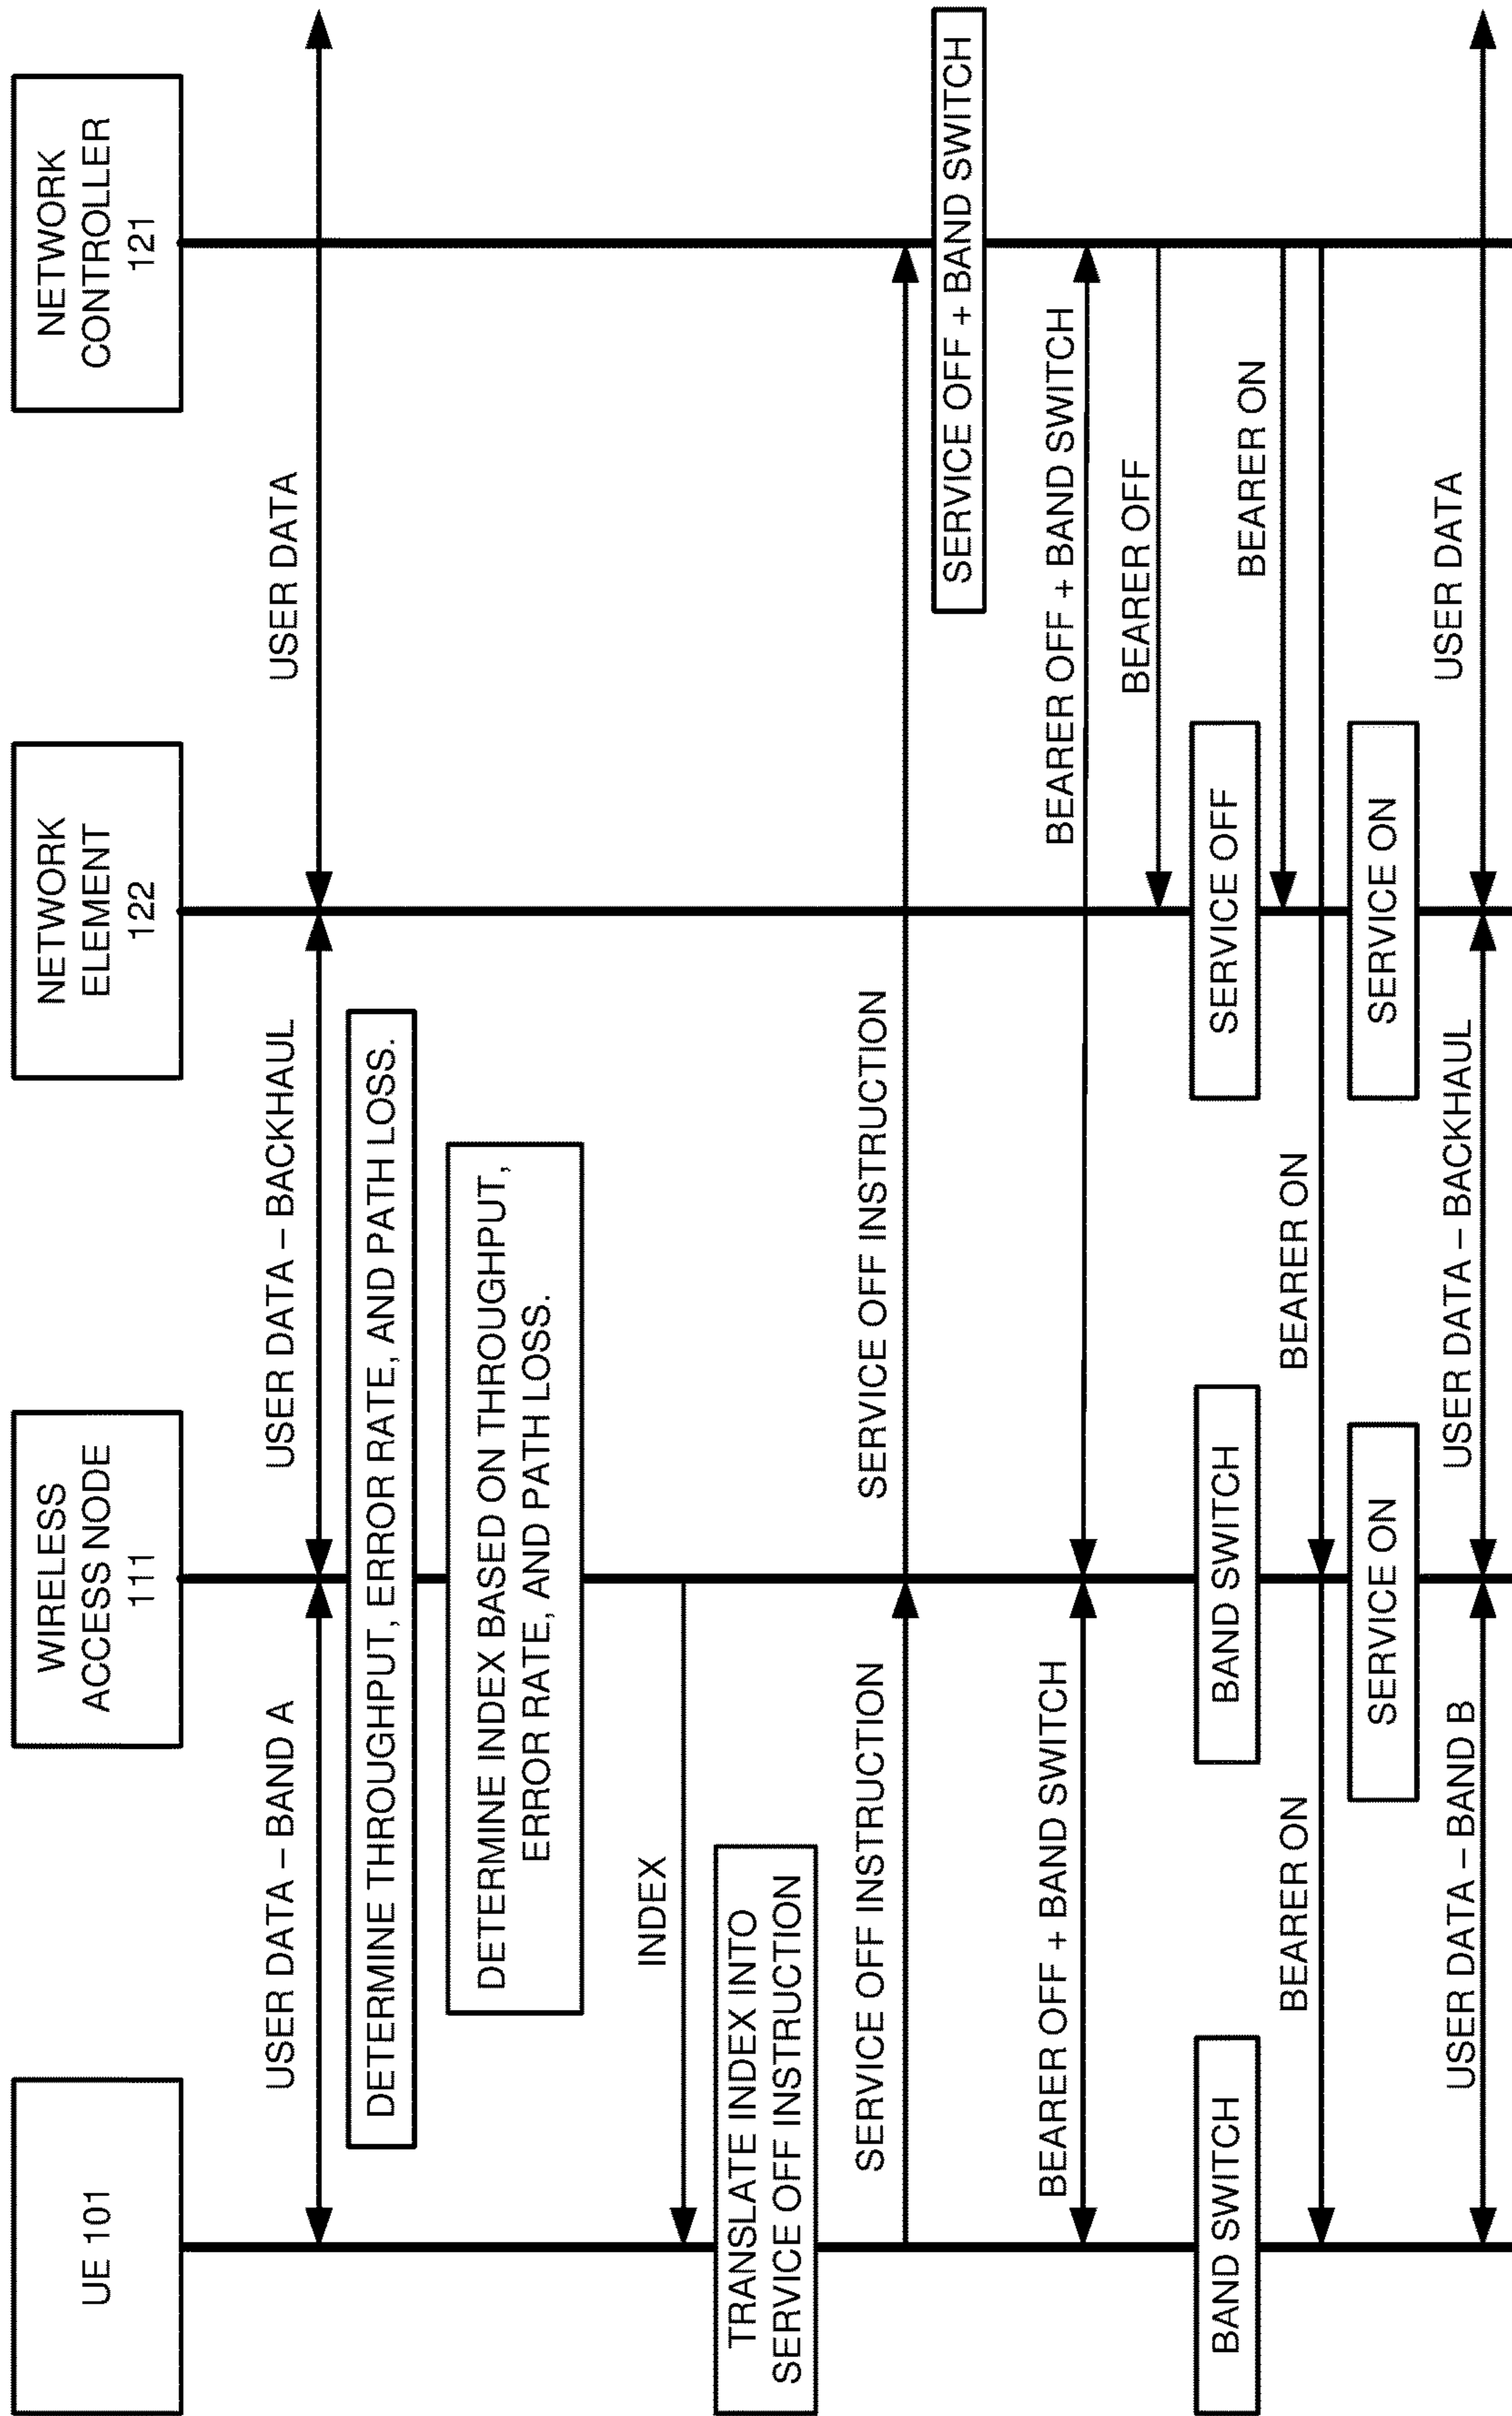 UE 101
WIRELESS
ACCESS NODE
111
NETWORK
ELEMENT
122
NETWORK
CONTROLLER
121
USER DATA – BAND A
USER DATA – BACKHAUL
USER DATA
DETERMINE THROUGHPUT, ERROR RATE, AND PATH LOSS.
DETERMINE INDEX BASED ON THROUGHPUT,
ERROR RATE, AND PATH LOSS.
INDEX
TRANSLATE INDEX INTO
SERVICE OFF INSTRUCTION
SERVICE OFF INSTRUCTION
SERVICE OFF INSTRUCTION
SERVICE OFF + BAND SWITCH
BEARER OFF + BAND SWITCH
BEARER OFF + BAND SWITCH
BEARER OFF
BAND SWITCH
BAND SWITCH
SERVICE OFF
BEARER ON
BEARER ON
BEARER ON
SERVICE ON
SERVICE ON
USER DATA – BAND B
USER DATA – BACKHAUL
USER DATA